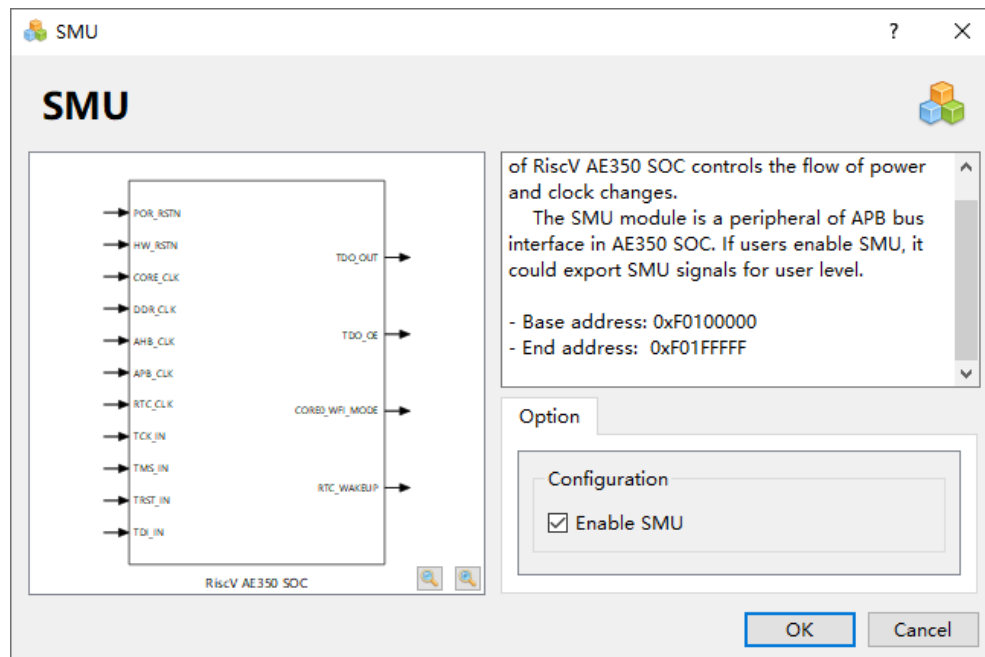 SMU
?
SMU
POR_RSTN
HW_RSTN
CORE_CLK
DDR_CLK
AHB_CLK
APB_CLK
RTC_CLK
TCK_IN
TMS_IN
TRST_IN
TDI_IN
TDO_OUT
TDO_OE
CORE0_WFI_MODE
RTC_WAKEUP
RiscV AE350 SOC
of RiscV AE350 SOC controls the flow of power
and clock changes.
The SMU module is a peripheral of APB bus
interface in AE350 SOC. If users enable SMU, it
could export SMU signals for user level.
- Base address: 0xF0100000
- End address: 0xF01FFFFF
Option
Configuration
Enable SMU
OK
Cancel